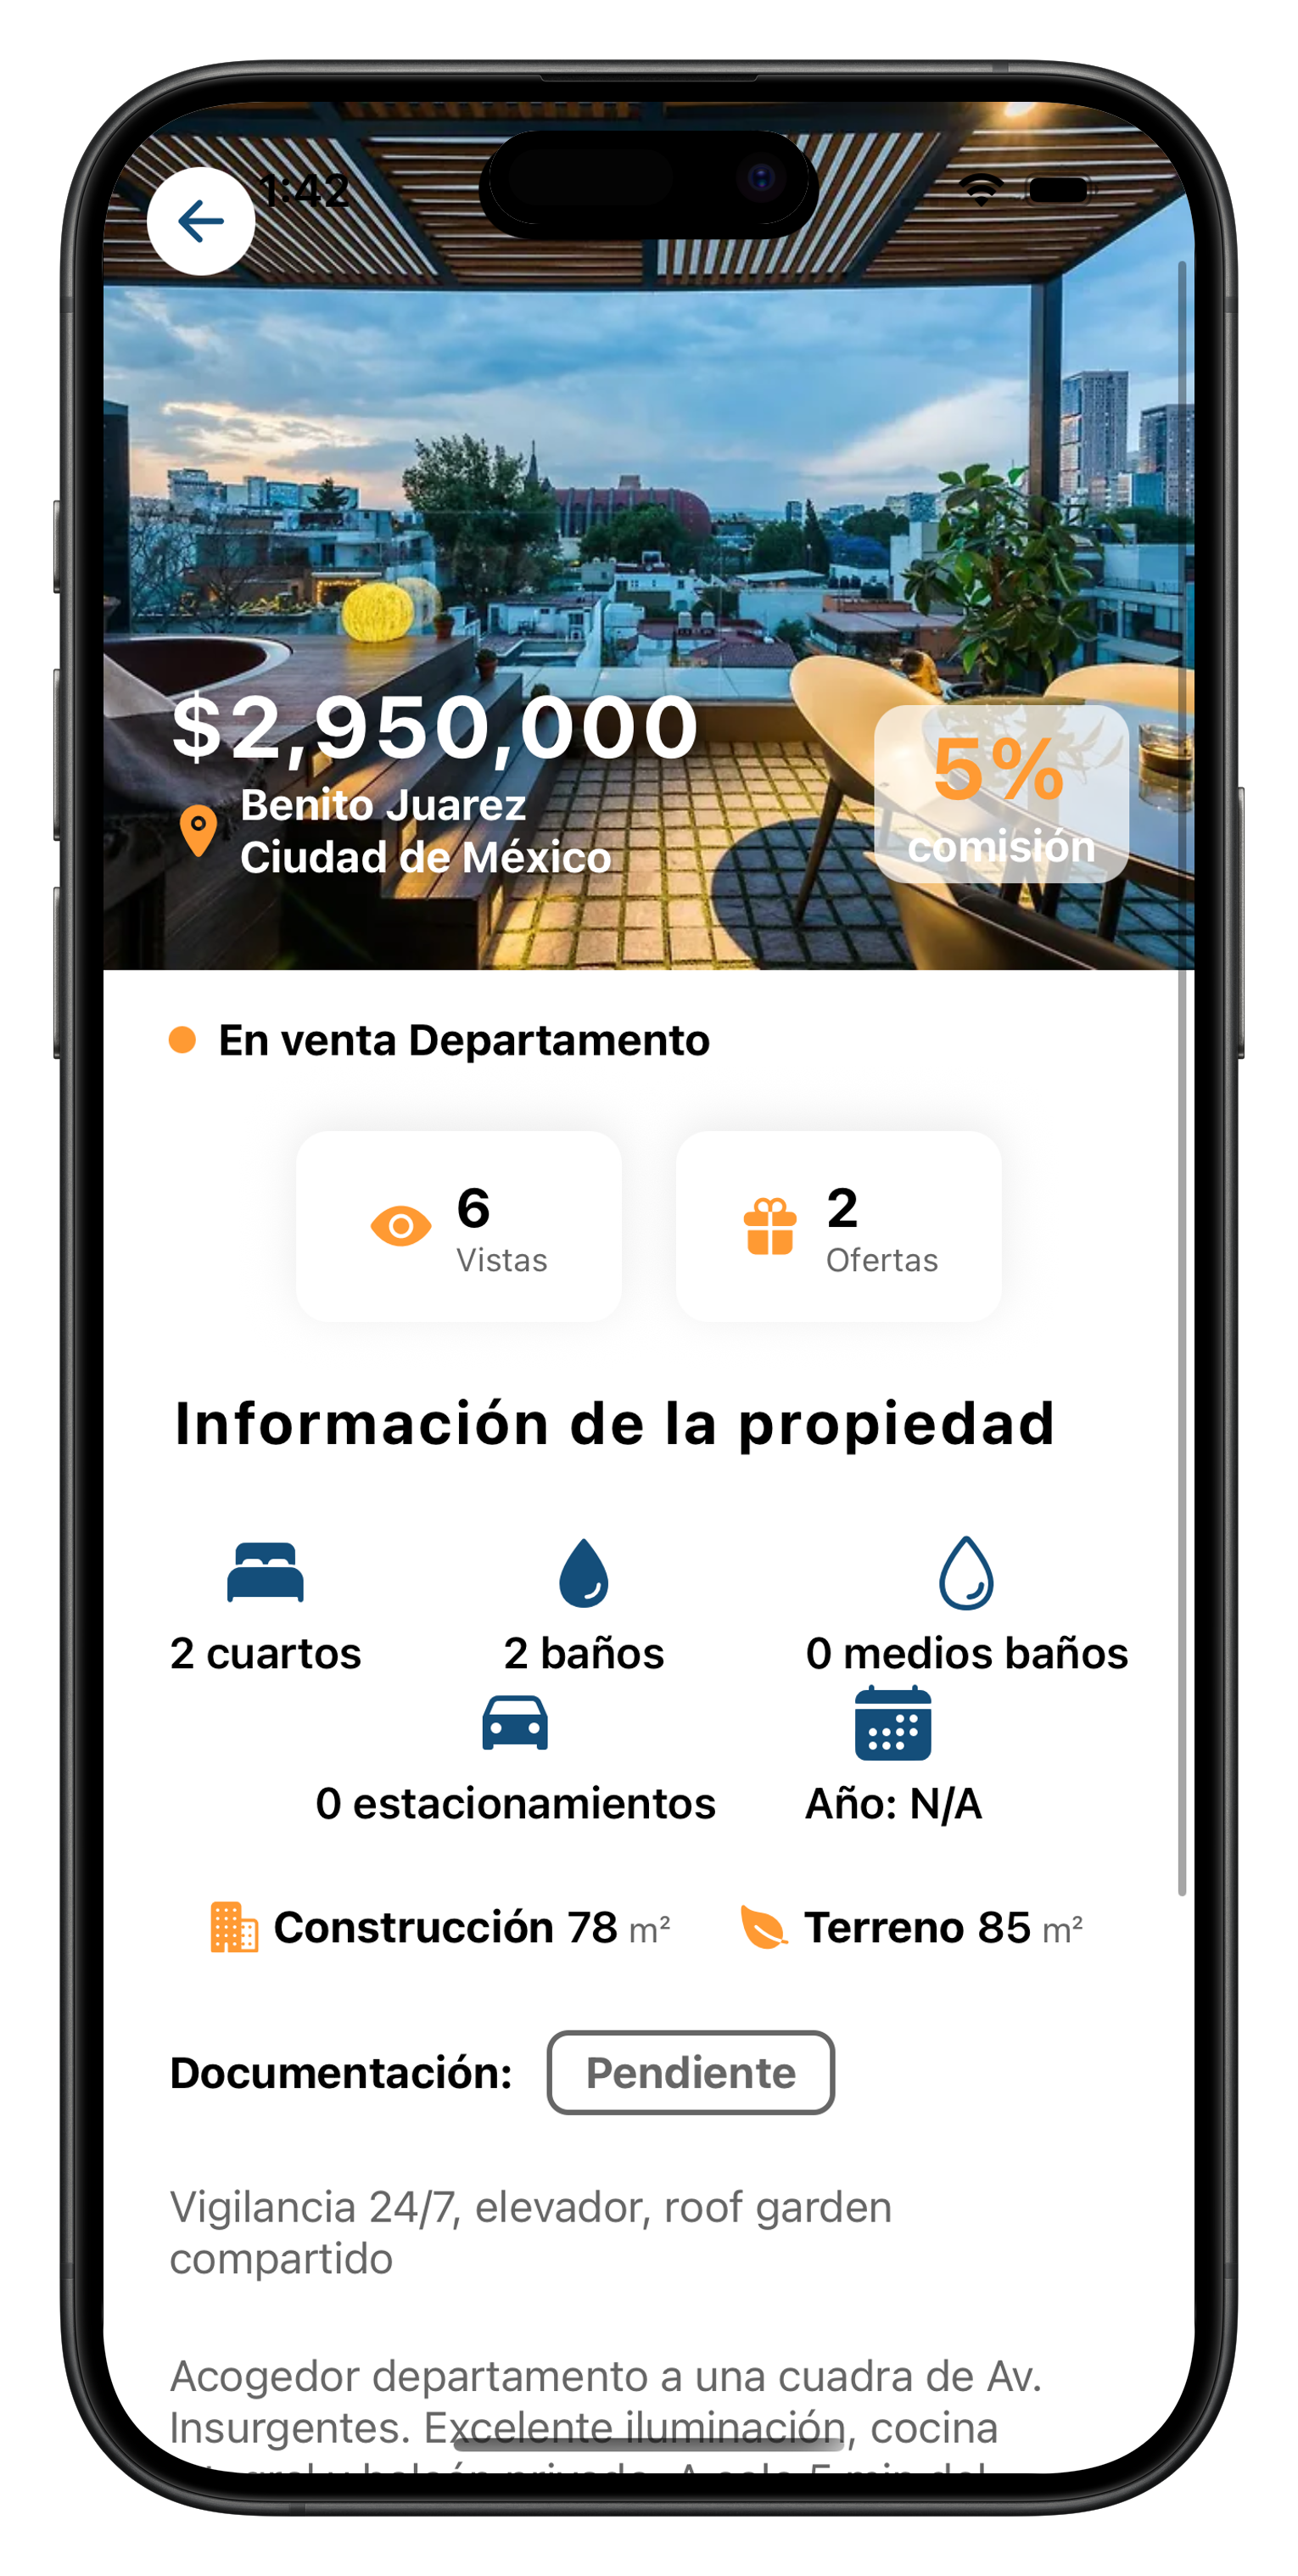 1:42
$2,950,000
Benito Juarez
Ciudad de México
5%
comisión
En venta Departamento
6
Vistas
2
Ofertas
Información de la propiedad
2 cuartos
2 baños
0 medios baños
0 estacionamientos
Año: N/A
Construcción 78 m²
Terreno 85 m²
Documentación:
Pendiente
Vigilancia 24/7, elevador, roof garden
compartido
Acogedor departamento a una cuadra de Av.
Insurgentes. Excelente iluminación, cocina